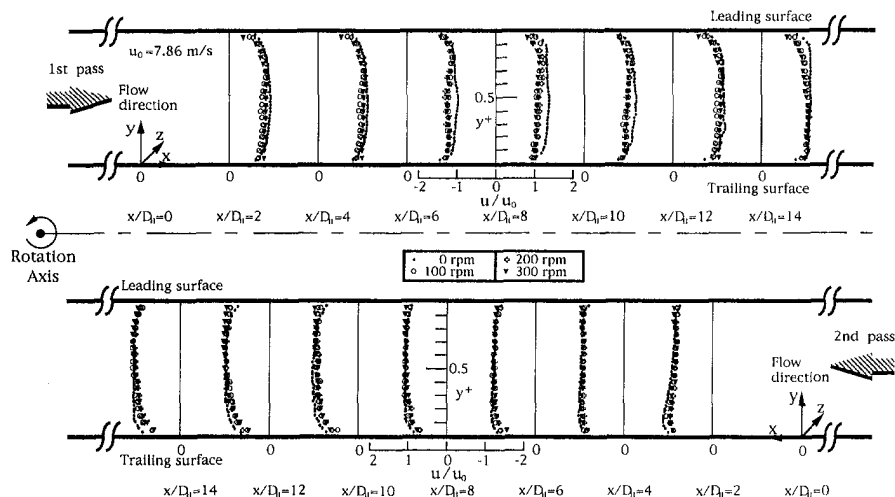 Leading surface
u₀ =7.86 m/s
1st pass
Flow direction
0.5
y⁺
y
z
x
0 0 0 0 0 0 0 0
-2 -1 0 1 2
u/u₀
Trailing surface
x/Dₕ=0 x/Dₕ=2 x/Dₕ=4 x/Dₕ=6 x/Dₕ=8 x/Dₕ=10 x/Dₕ=12 x/Dₕ=14
Rotation Axis
0 rpm 200 rpm
100 rpm 300 rpm
Leading surface
2nd pass
Flow direction
0.5
y⁺
y
z
x
0 0 0 0 0 0 0
2 1 0 -1 -2
u/u₀
Trailing surface
x/Dₕ=14 x/Dₕ=12 x/Dₕ=10 x/Dₕ=8 x/Dₕ=6 x/Dₕ=4 x/Dₕ=2 x/Dₕ=0